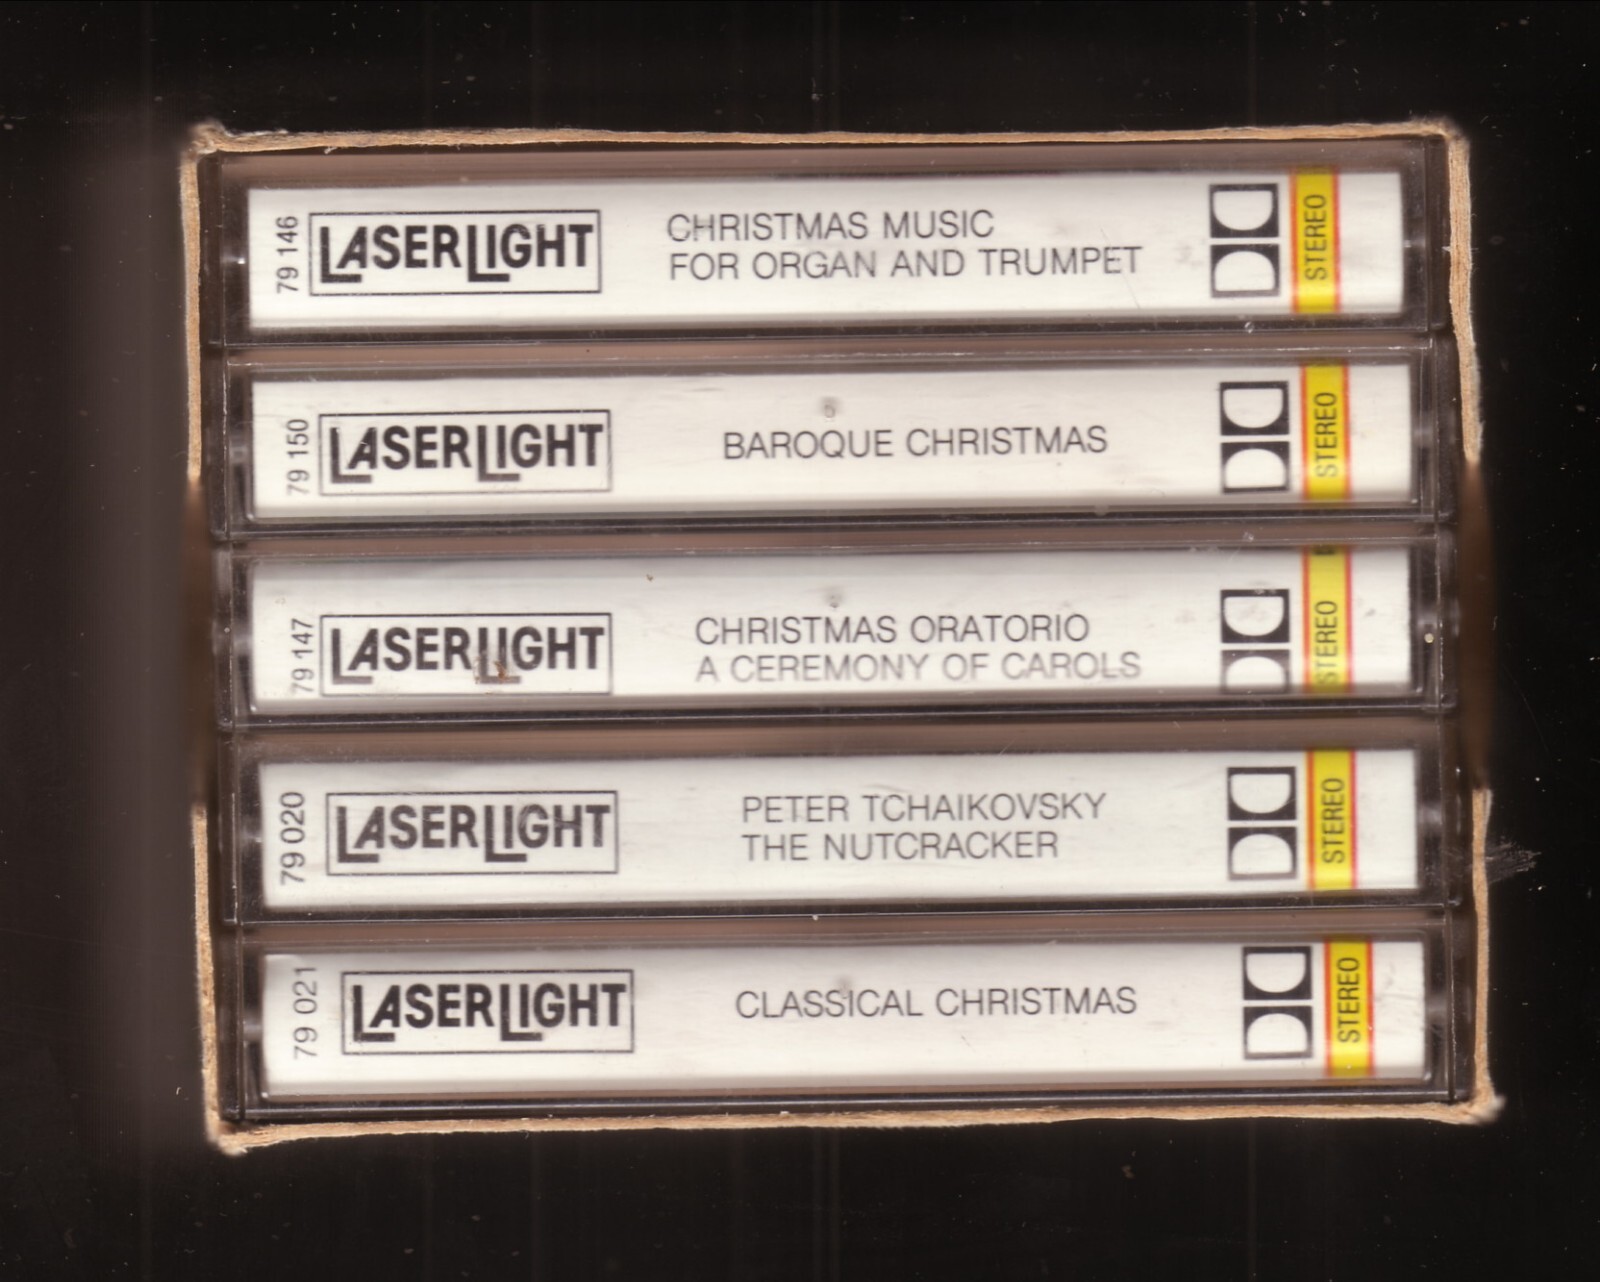 79 146
LASERLIGHT
CHRISTMAS MUSIC
FOR ORGAN AND TRUMPET
STEREO
79 150
LASERLIGHT
BAROQUE CHRISTMAS
STEREO
79 147
LASERLIGHT
CHRISTMAS ORATORIO
A CEREMONY OF CAROLS
STEREO
79 020
LASERLIGHT
PETER TCHAIKOVSKY
THE NUTCRACKER
STEREO
79 021
LASERLIGHT
CLASSICAL CHRISTMAS
STEREO